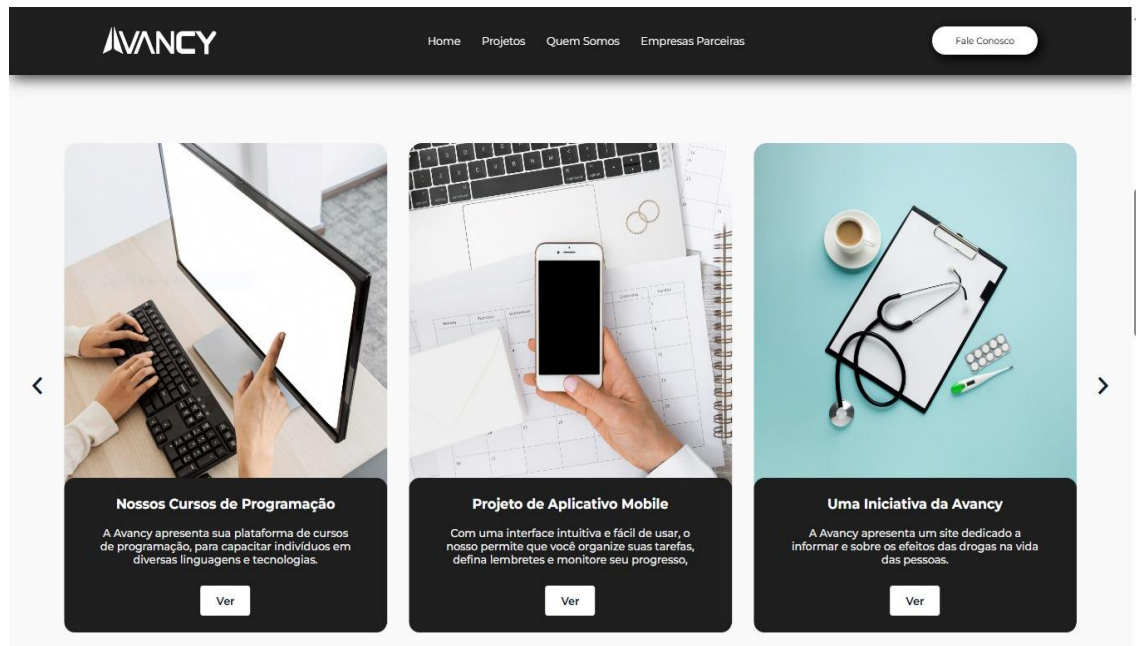 AVANCY
Home Projetos Quem Somos Empresas Parceiras
Fale Conosco
Nossos Cursos de Programação
A Avancy apresenta sua plataforma de cursos
de programação, para capacitar indivíduos em
diversas linguagens e tecnologias.
Ver
Projeto de Aplicativo Mobile
Com uma interface intuitiva e fácil de usar, o
nosso permite que você organize suas tarefas,
defina lembretes e monitore seu progresso,
Ver
Uma Iniciativa da Avancy
A Avancy apresenta um site dedicado a
informar e sobre os efeitos das drogas na vida
das pessoas.
Ver